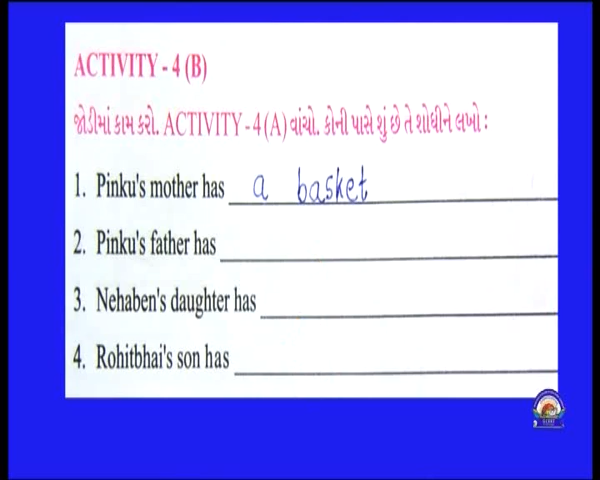 ACTIVITY - 4 (B)
જોડીમાં કામ કરો. ACTIVITY - 4 (A) વાંચો. કોની પાસે શું છે તે શોધીને લખો :
1. Pinku's mother has a basket
2. Pinku's father has
3. Nehaben's daughter has
4. Rohitbhai's son has